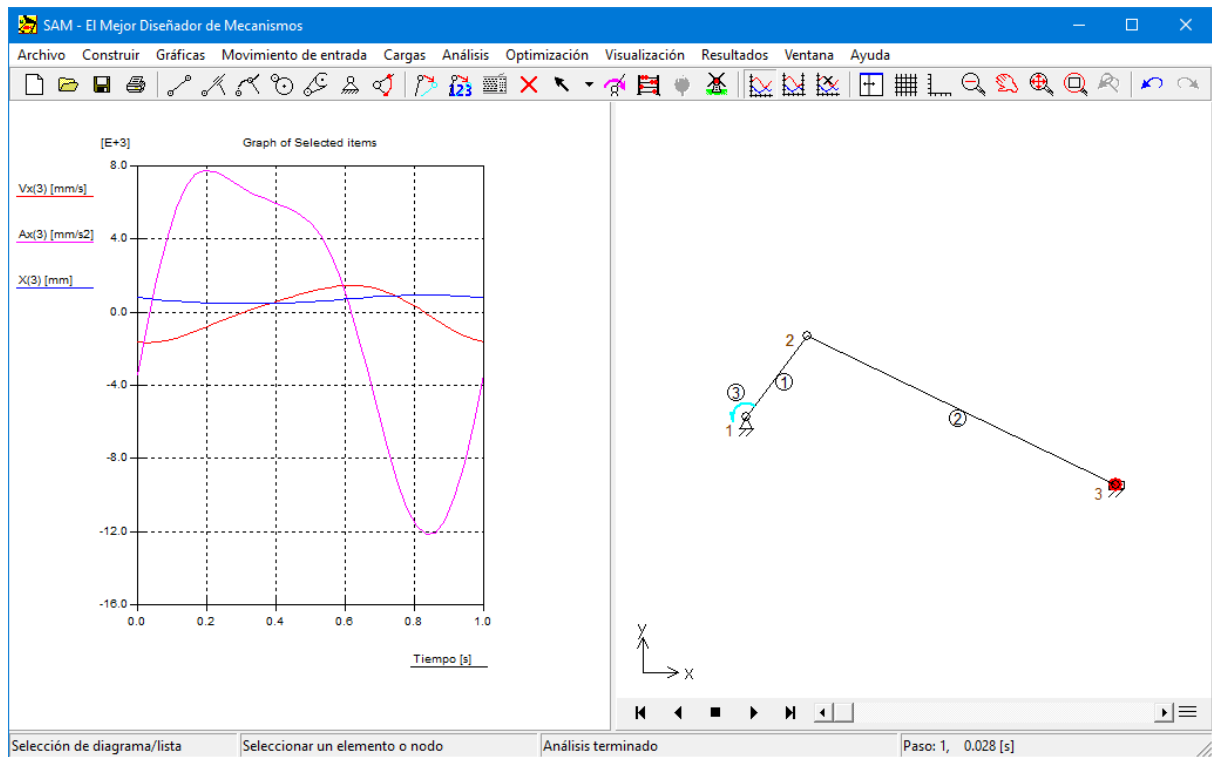 SAM - El Mejor Diseñador de Mecanismos
Archivo Construir Gráficas Movimiento de entrada Cargas Análisis Optimización Visualización Resultados Ventana Ayuda
123
[E+3] Graph of Selected items
8.0
Vx(3) [mm/s]
Ax(3) [mm/s2]
4.0
X(3) [mm]
0.0
-4.0
-8.0
-12.0
-16.0
0.0 0.2 0.4 0.6 0.8 1.0
Tiempo [s]
2
1
3
1
2
3
y
x
Selección de diagrama/lista Seleccionar un elemento o nodo Análisis terminado Paso: 1, 0.028 [s]